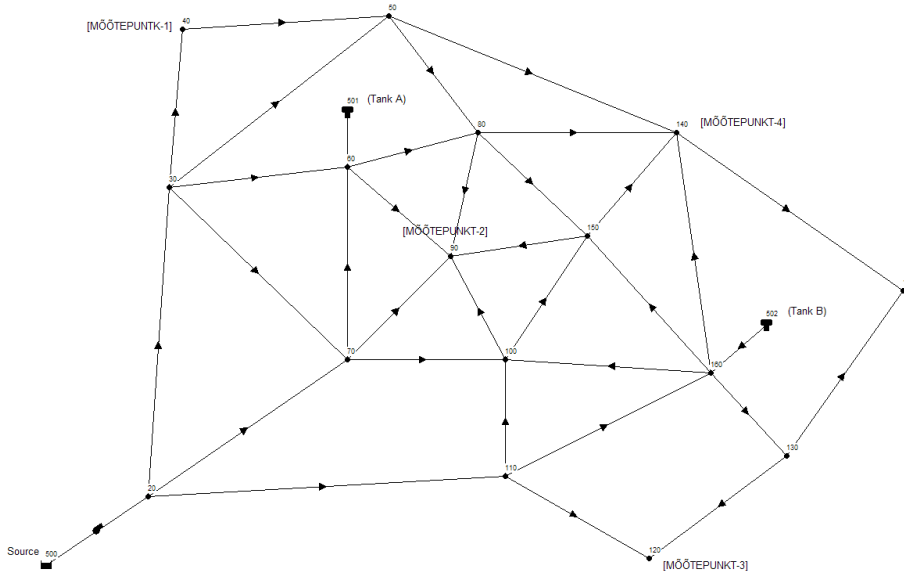 50
40
[MÕÕTEPUNTK-1]
501
(Tank A)
80
140
[MÕÕTEPUNKT-4]
60
30
[MÕÕTEPUNKT-2]
150
90
502
(Tank B)
70
100
160
130
110
20
Source
500
120
[MÕÕTEPUNKT-3]